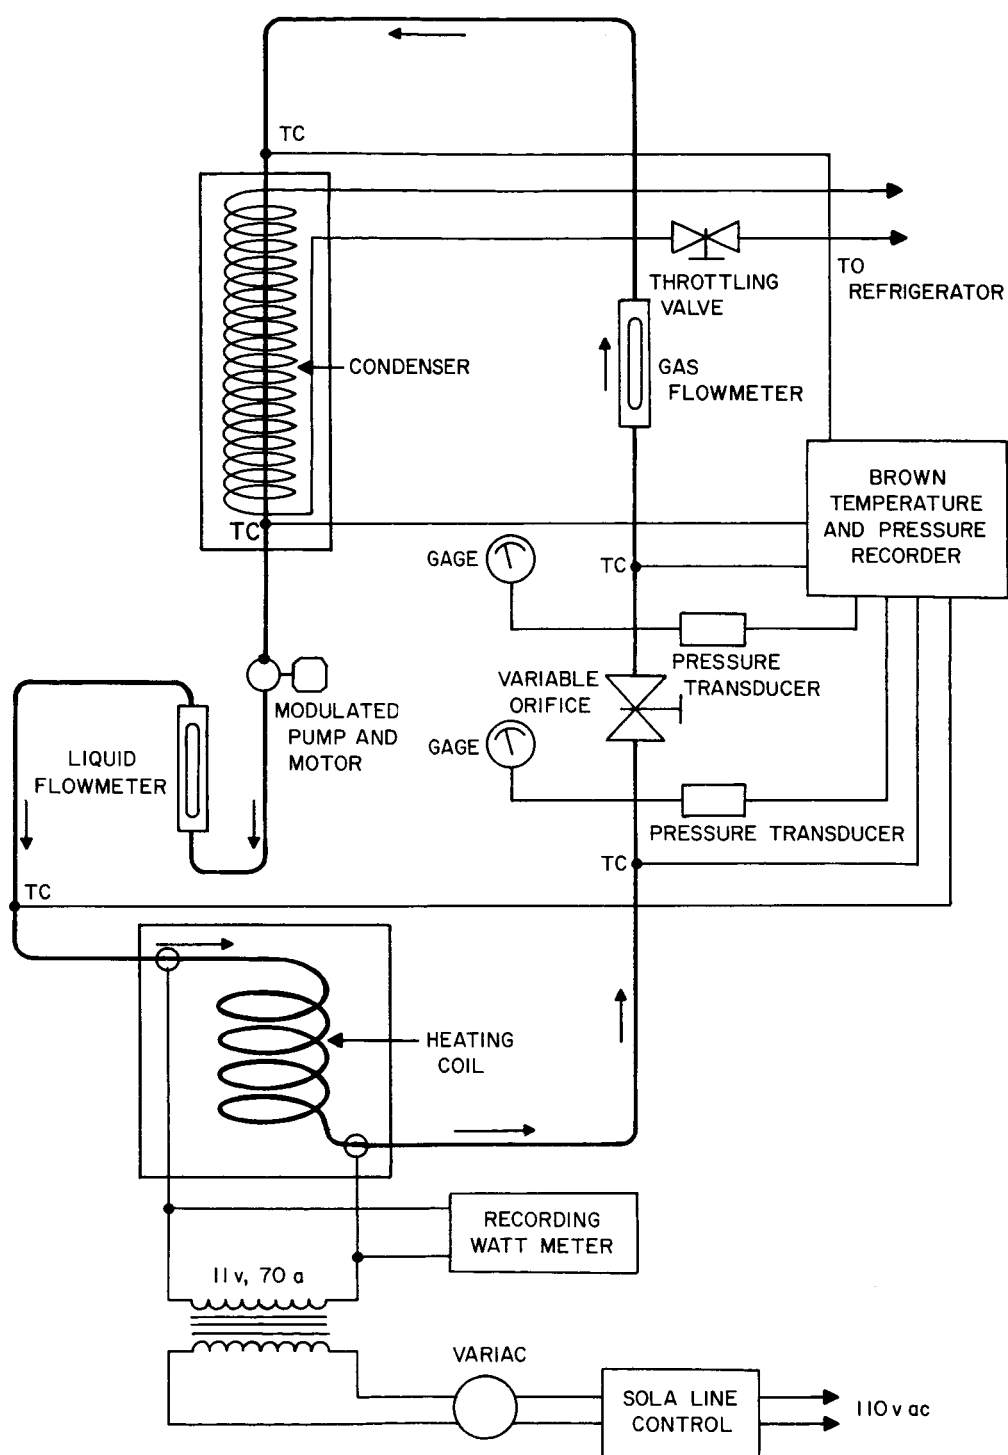 TC
THROTTLING
VALVE
TO
REFRIGERATOR
CONDENSER
GAS
FLOWMETER
BROWN
TEMPERATURE
AND PRESSURE
RECORDER
TC
GAGE
TC
PRESSURE
TRANSDUCER
VARIABLE
ORIFICE
MODULATED
PUMP AND
MOTOR
LIQUID
FLOWMETER
GAGE
PRESSURE TRANSDUCER
TC
TC
HEATING
COIL
RECORDING
WATT METER
11 v, 70 a
VARIAC
SOLA LINE
CONTROL
110 v ac